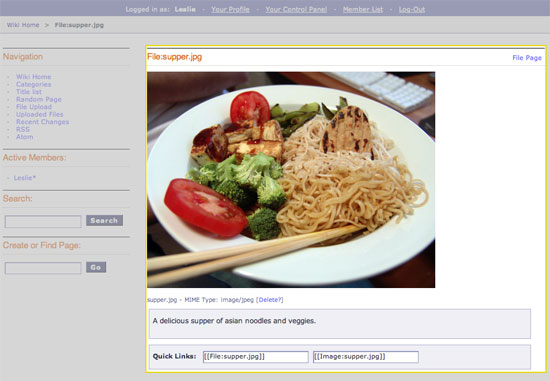 Logged in as: Leslie · Your Profile · Your Control Panel · Member List · Log-Out
Wiki Home > File:supper.jpg
Navigation
· Wiki Home
· Categories
· Title list
· Random Page
· File Upload
· Uploaded Files
· Recent Changes
· RSS
· Atom
Active Members:
· Leslie*
Search:
Search
Create or Find Page:
Go
File:supper.jpg
File Page
supper.jpg - MIME Type: image/jpeg [Delete?]
A delicious supper of asian noodles and veggies.
Quick Links: [[File:supper.jpg]] [[Image:supper.jpg]]